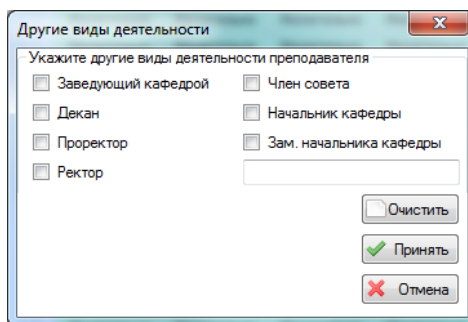 Другие виды деятельности
Укажите другие виды деятельности преподавателя
Заведующий кафедрой
Член совета
Декан
Начальник кафедры
Проректор
Зам. начальника кафедры
Ректор
Очистить
Принять
Отмена